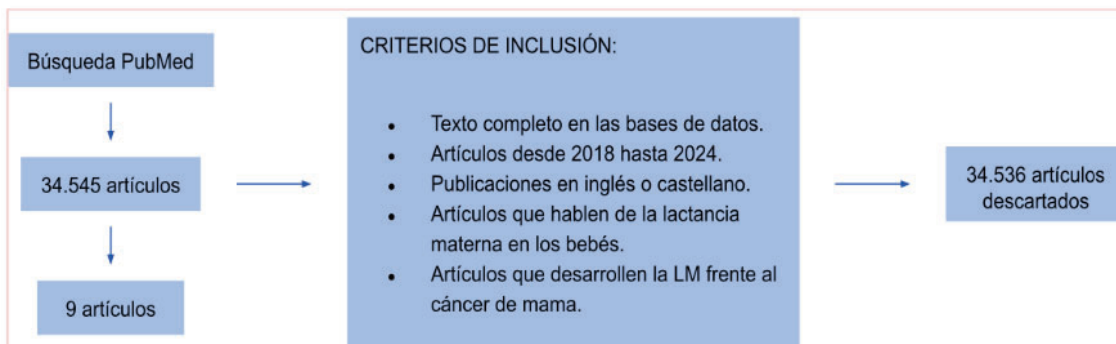 Búsqueda PubMed
34.545 artículos
9 artículos
CRITERIOS DE INCLUSIÓN:
• Texto completo en las bases de datos.
• Artículos desde 2018 hasta 2024.
• Publicaciones en inglés o castellano.
• Artículos que hablen de la lactancia
materna en los bebés.
• Artículos que desarrollen la LM frente al
cáncer de mama.
34.536 artículos
descartados